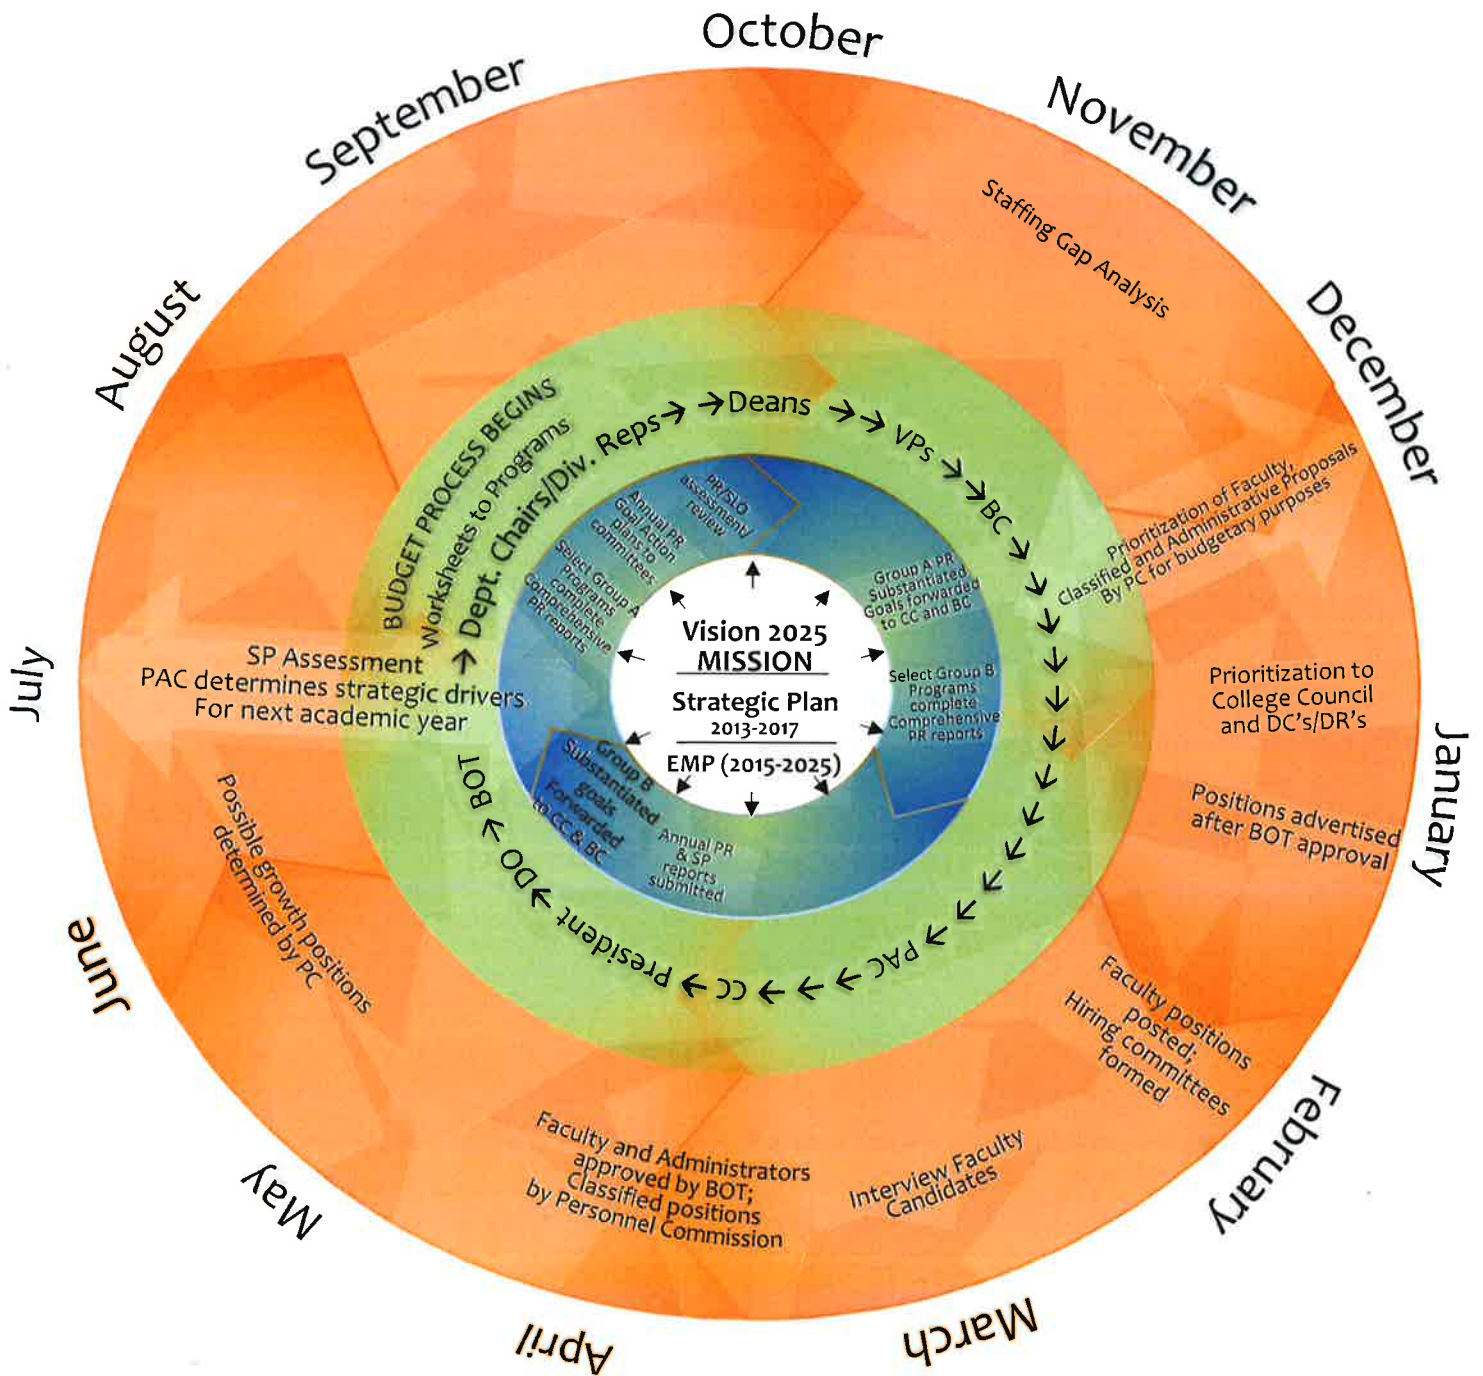 October
November
December
January
February
March
April
May
June
July
August
September
Staffing Gap Analysis
Prioritization of Faculty,
Classified and Administrative Proposals
By PC for budgetary purposes
Prioritization to
College Council
and DC's/DR's
Positions advertised
after BOT approval
Faculty positions
posted;
Hiring committees
formed
Interview Faculty
Candidates
Faculty and Administrators
approved by BOT;
Classified positions
by Personnel Commission
Possible growth positions
determined by PC
SP Assessment
PAC determines strategic drivers
For next academic year
BUDGET PROCESS BEGINS
Worksheets to Programs
→ Dept. Chairs/Div. Reps→ →Deans →→ VPs →→BC→ → → → → → → → → → → → PAC→ → → CC→ President→ DO→ BOT
PR/SLO
assessment/
review
Group A PR
Substantiated
Goals forwarded
to CC and BC
Select Group B
Programs
complete
Comprehensive
PR reports
Annual PR
& SP
reports
submitted
Group B
Substantiated
goals
Forwarded
to CC & BC
Select Group A
Programs
complete
Comprehensive
PR reports
Annual PR
Goal Action
plans to
committees
Vision 2025
MISSION
Strategic Plan
2013-2017
EMP (2015-2025)